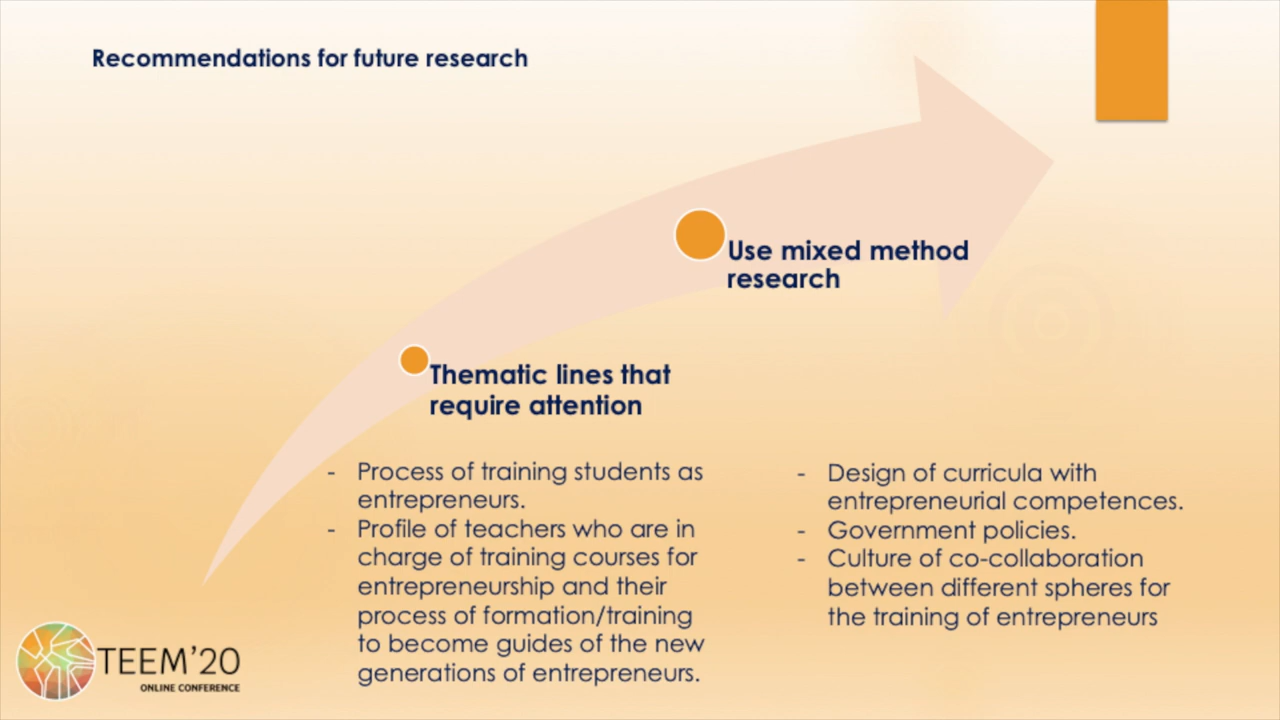 Recommendations for future research
Use mixed method
research
Thematic lines that
require attention
- Process of training students as
entrepreneurs.
- Profile of teachers who are in
charge of training courses for
entrepreneurship and their
process of formation/training
to become guides of the new
generations of entrepreneurs.
- Design of curricula with
entrepreneurial competences.
- Government policies.
- Culture of co-collaboration
between different spheres for
the training of entrepreneurs
TEEM'20
ONLINE CONFERENCE